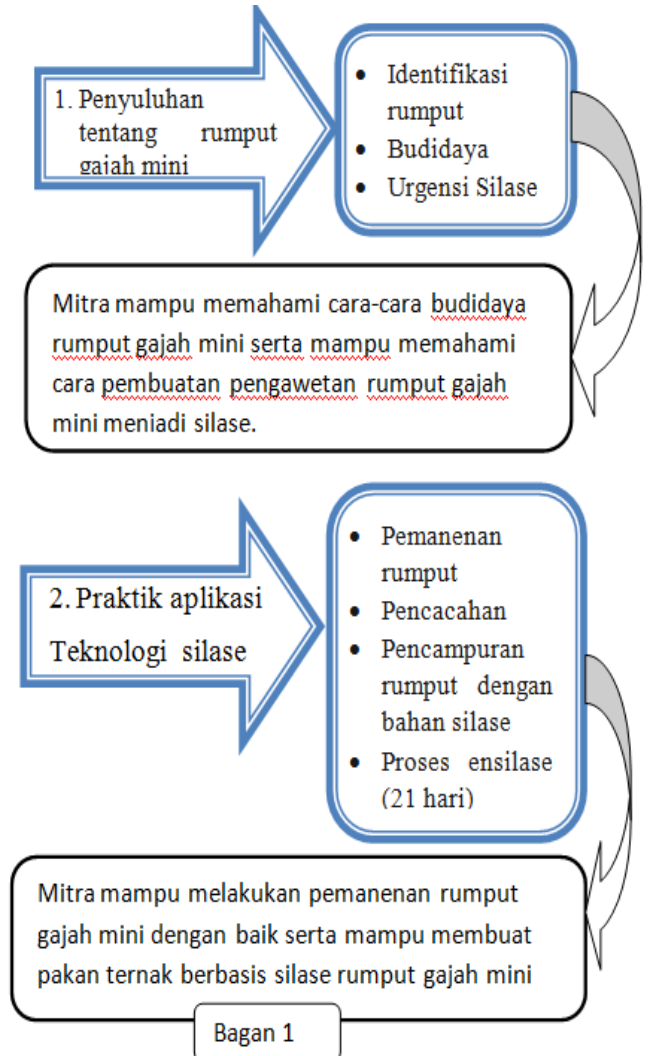 1. Penyuluhan
tentang rumput
gajah mini
• Identifikasi
rumput
• Budidaya
• Urgensi Silase
Mitra mampu memahami cara-cara budidaya
rumput gajah mini serta mampu memahami
cara pembuatan pengawetan rumput gajah
mini menjadi silase.
2. Praktik aplikasi
Teknologi silase
• Pemanenan
rumput
• Pencacahan
• Pencampuran
rumput dengan
bahan silase
• Proses ensilase
(21 hari)
Mitra mampu melakukan pemanenan rumput
gajah mini dengan baik serta mampu membuat
pakan ternak berbasis silase rumput gajah mini
Bagan 1